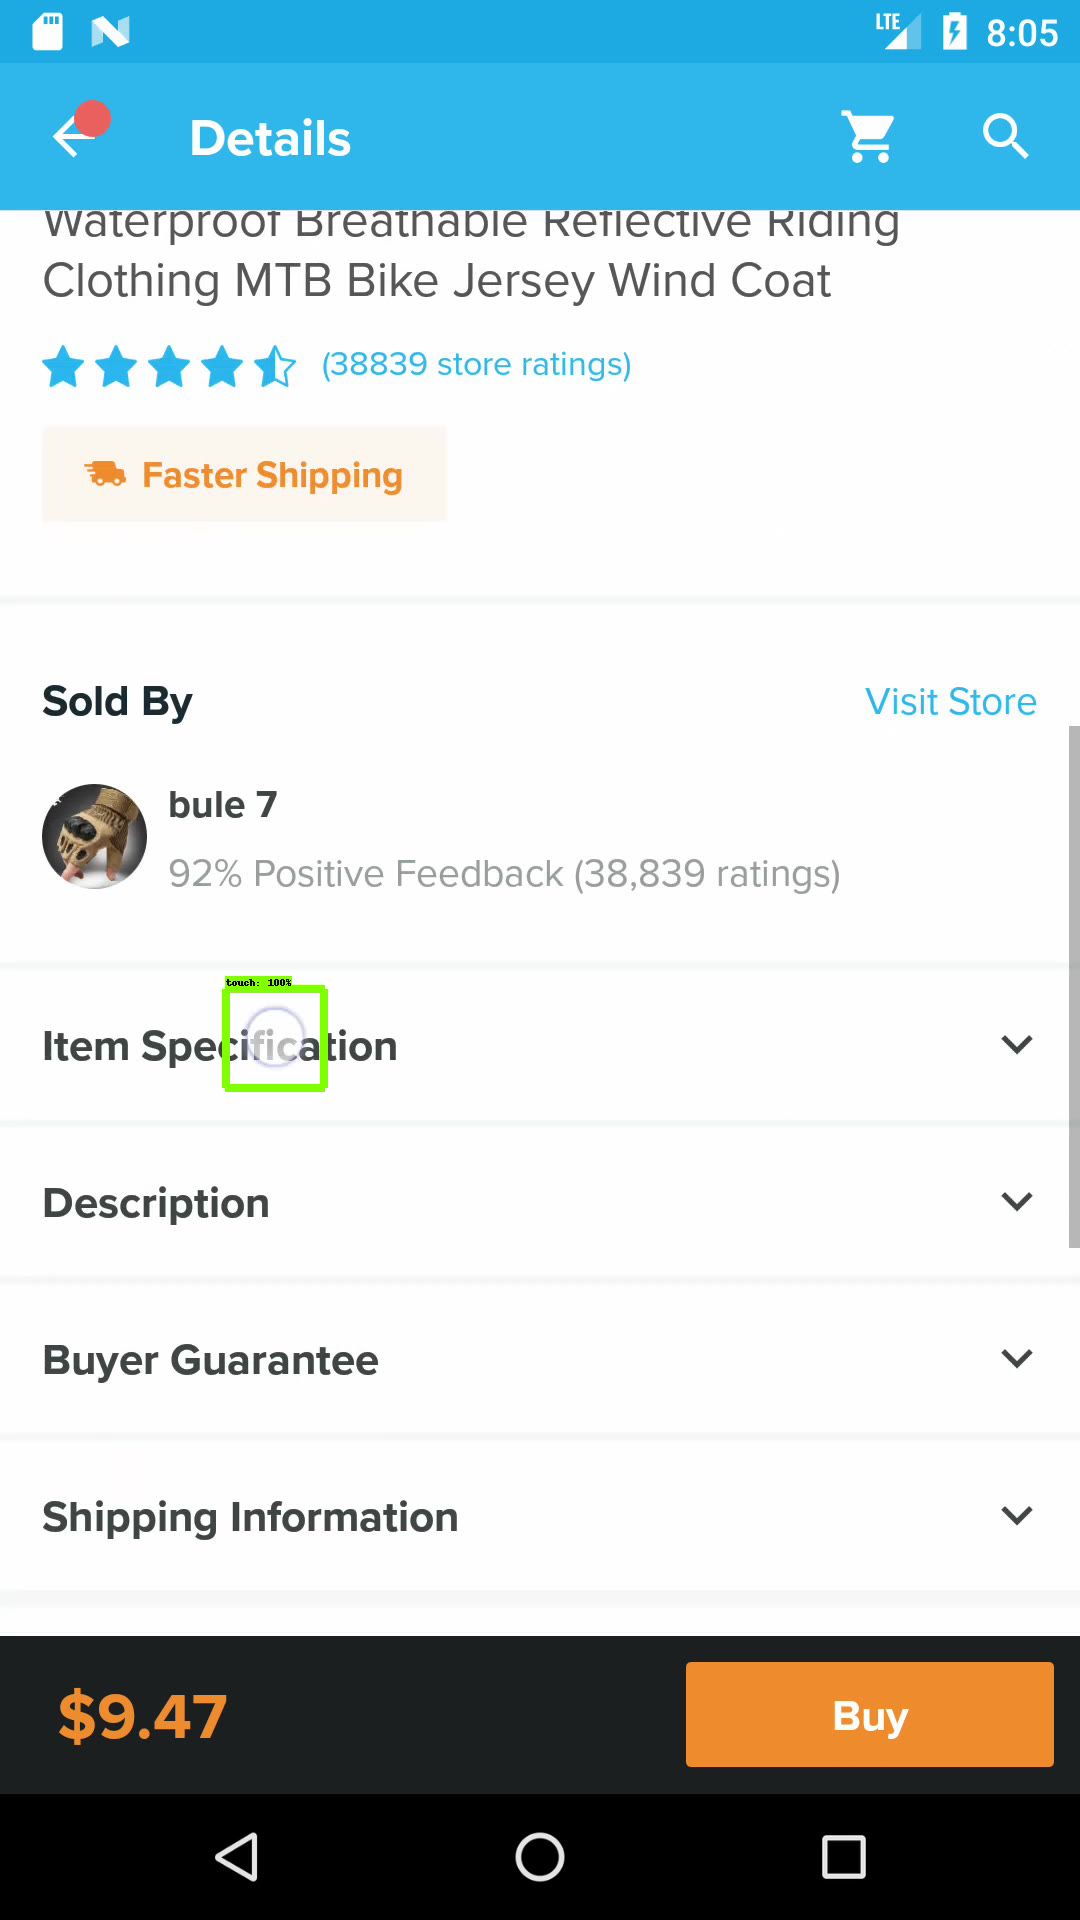 LTE 8:05
Details
Waterproof Breathable Reflective Riding
Clothing MTB Bike Jersey Wind Coat
(38839 store ratings)
Faster Shipping
Sold By Visit Store
bule 7
92% Positive Feedback (38,839 ratings)
touch: 100%
Item Specification
Description
Buyer Guarantee
Shipping Information
$9.47 Buy